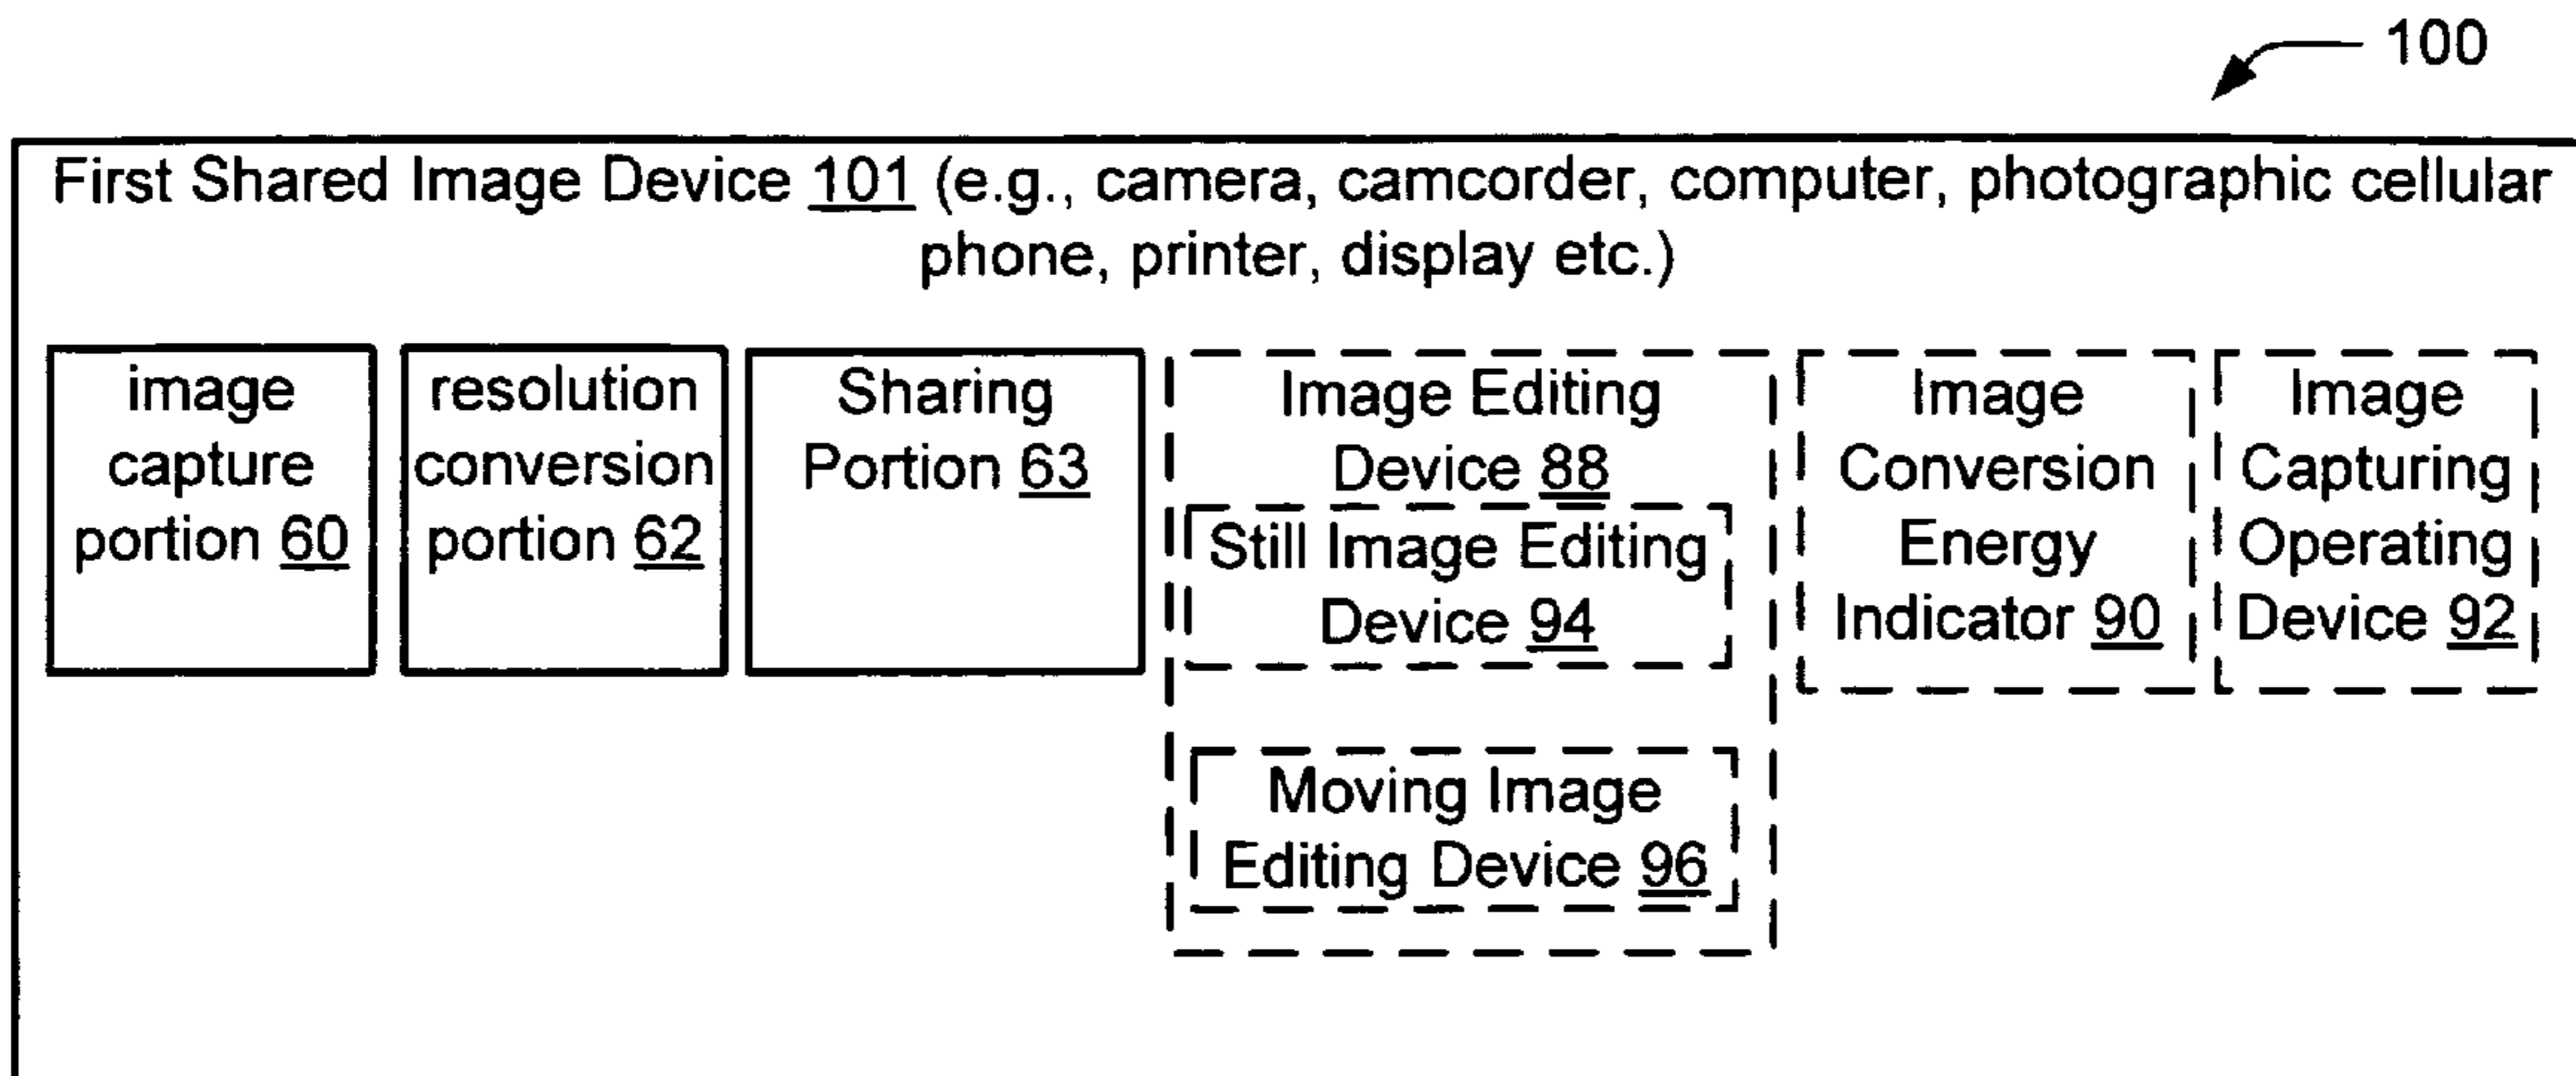 100
First Shared Image Device 101 (e.g., camera, camcorder, computer, photographic cellular
phone, printer, display etc.)
image
capture
portion 60
resolution
conversion
portion 62
Sharing
Portion 63
Image Editing
Device 88
Still Image Editing
Device 94
Moving Image
Editing Device 96
Image
Conversion
Energy
Indicator 90
Image
Capturing
Operating
Device 92